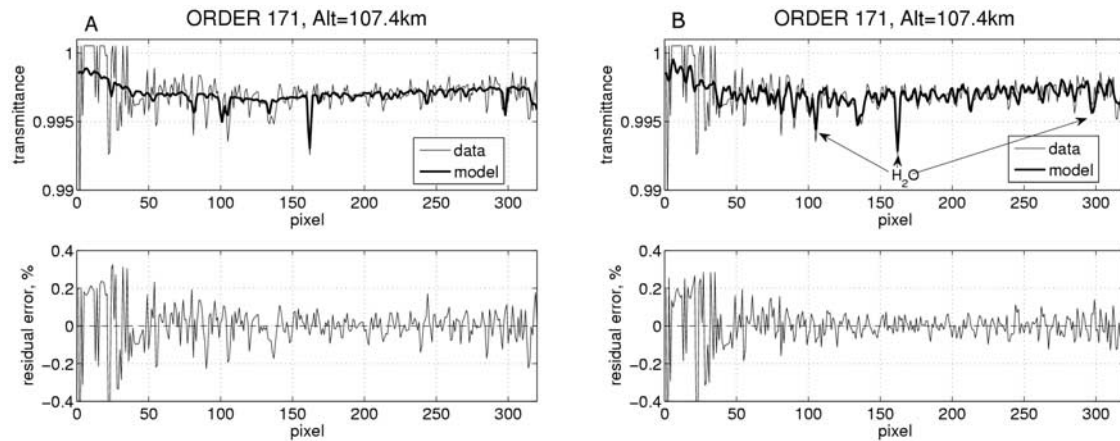 A
ORDER 171, Alt=107.4km
transmittance
1
0.995
0.99
data
model
0 50 100 150 200 250 300
pixel
residual error, %
0.4
0.2
0
−0.2
−0.4
0 50 100 150 200 250 300
pixel
B
ORDER 171, Alt=107.4km
transmittance
1
0.995
0.99
H₂O
data
model
0 50 100 150 200 250 300
pixel
residual error, %
0.4
0.2
0
−0.2
−0.4
0 50 100 150 200 250 300
pixel